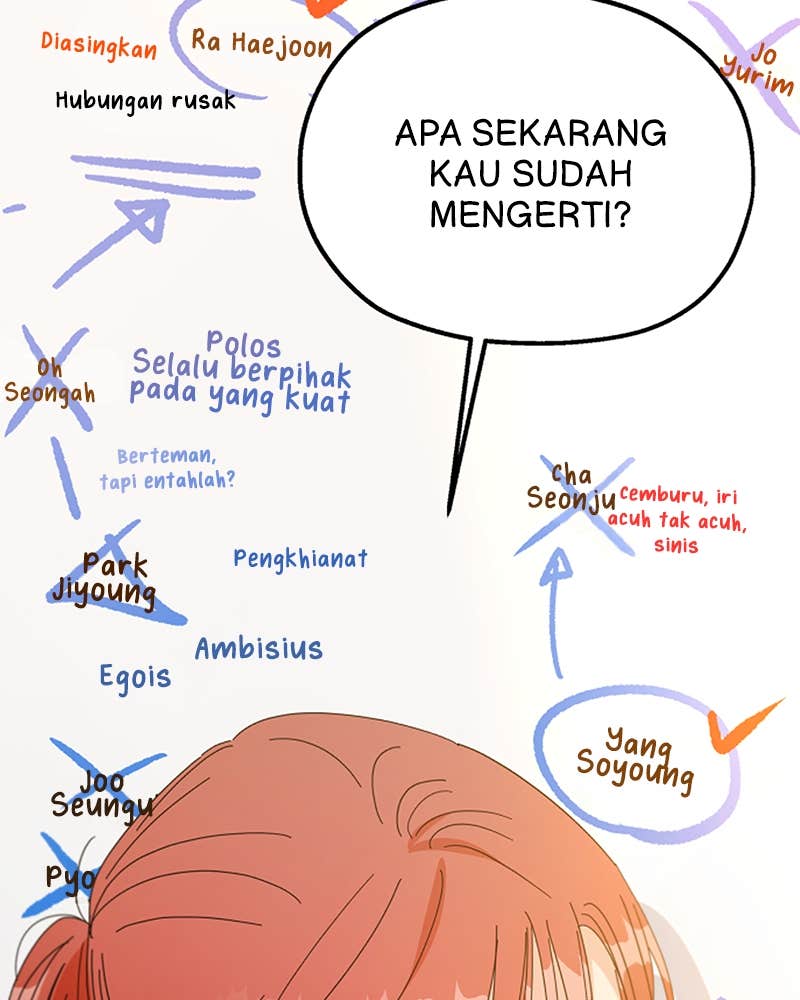 Diasingkan
Ra Haejoon
Jo
Yurim
Hubungan rusak
APA SEKARANG
KAU SUDAH
MENGERTI?
Oh
Seongah
Polos
Selalu berpihak
pada yang kuat
Berteman,
tapi entahlah?
Cha
Seonju
Cemburu, iri
acuh tak acuh,
sinis
Park
Jiyoung
Pengkhianat
Ambisius
Egois
Yang
Soyoung
Joo
Seungu
Pyo